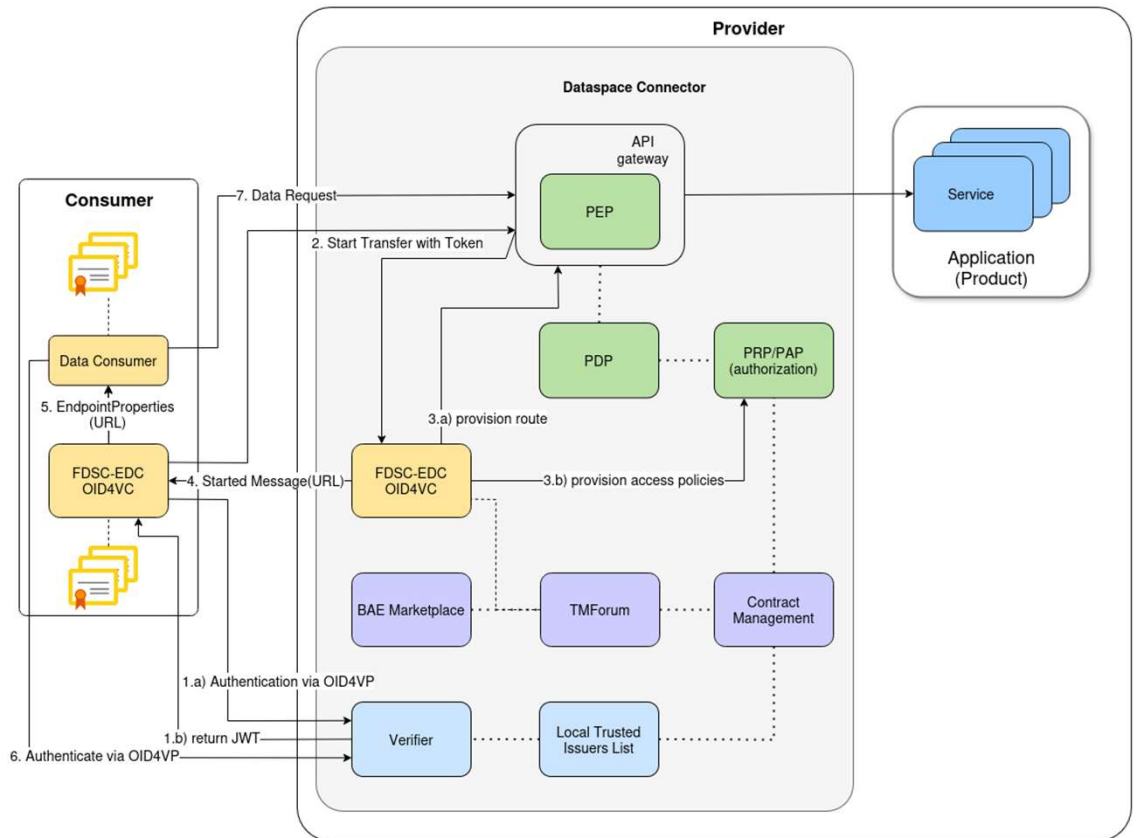 Provider
Dataspace Connector
API
gateway
PEP
Service
Application
(Product)
Consumer
7. Data Request
2. Start Transfer with Token
Data Consumer
PDP
PRP/PAP
(authorization)
5. EndpointProperties
(URL)
3.a) provision route
FDSC-EDC
OID4VC
4. Started Message(URL)
FDSC-EDC
OID4VC
3.b) provision access policies
BAE Marketplace
TMForum
Contract
Management
1.a) Authentication via OID4VP
1.b) return JWT
Verifier
Local Trusted
Issuers List
6. Authenticate via OID4VP